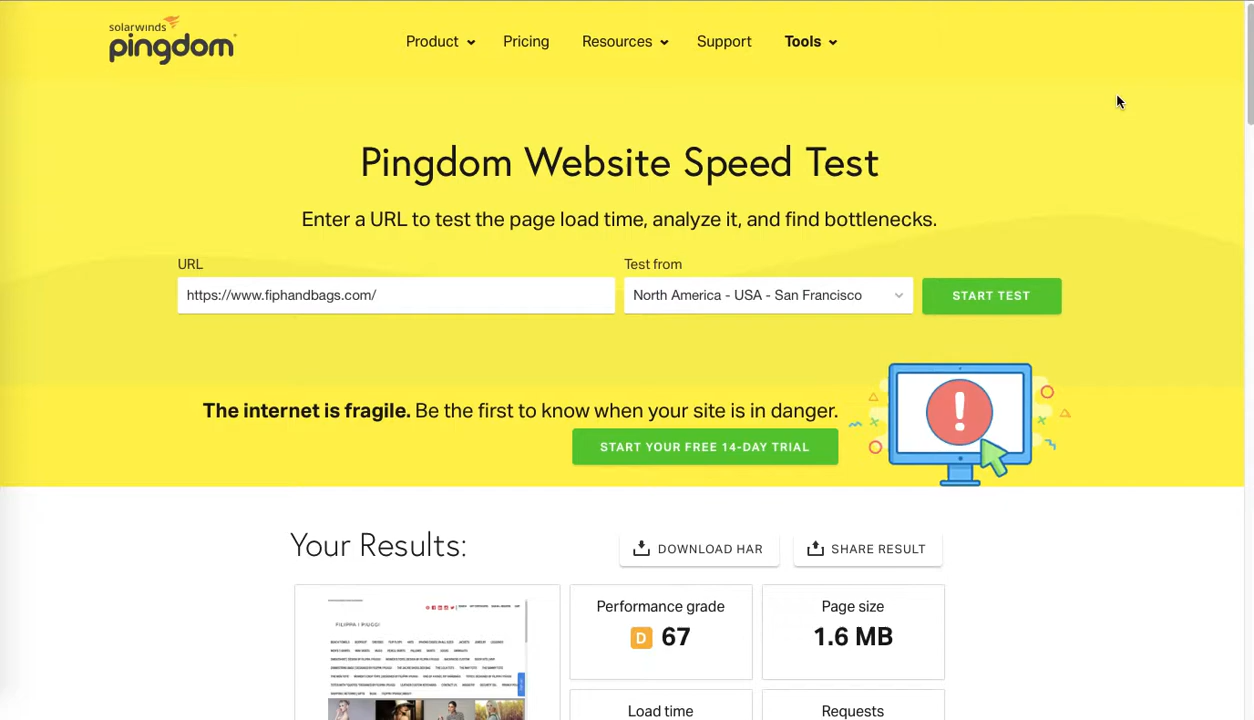 solarwinds
pingdom
Product
Pricing
Resources
Support
Tools
Pingdom Website Speed Test
Enter a URL to test the page load time, analyze it, and find bottlenecks.
URL
Test from
https://www.fiphandbags.com/
North America - USA - San Francisco
START TEST
The internet is fragile. Be the first to know when your site is in danger.
START YOUR FREE 14-DAY TRIAL
Your Results:
DOWNLOAD HAR
SHARE RESULT
FILIPPA I PIUGGI
Performance grade
D 67
Page size
1.6 MB
Load time
Requests